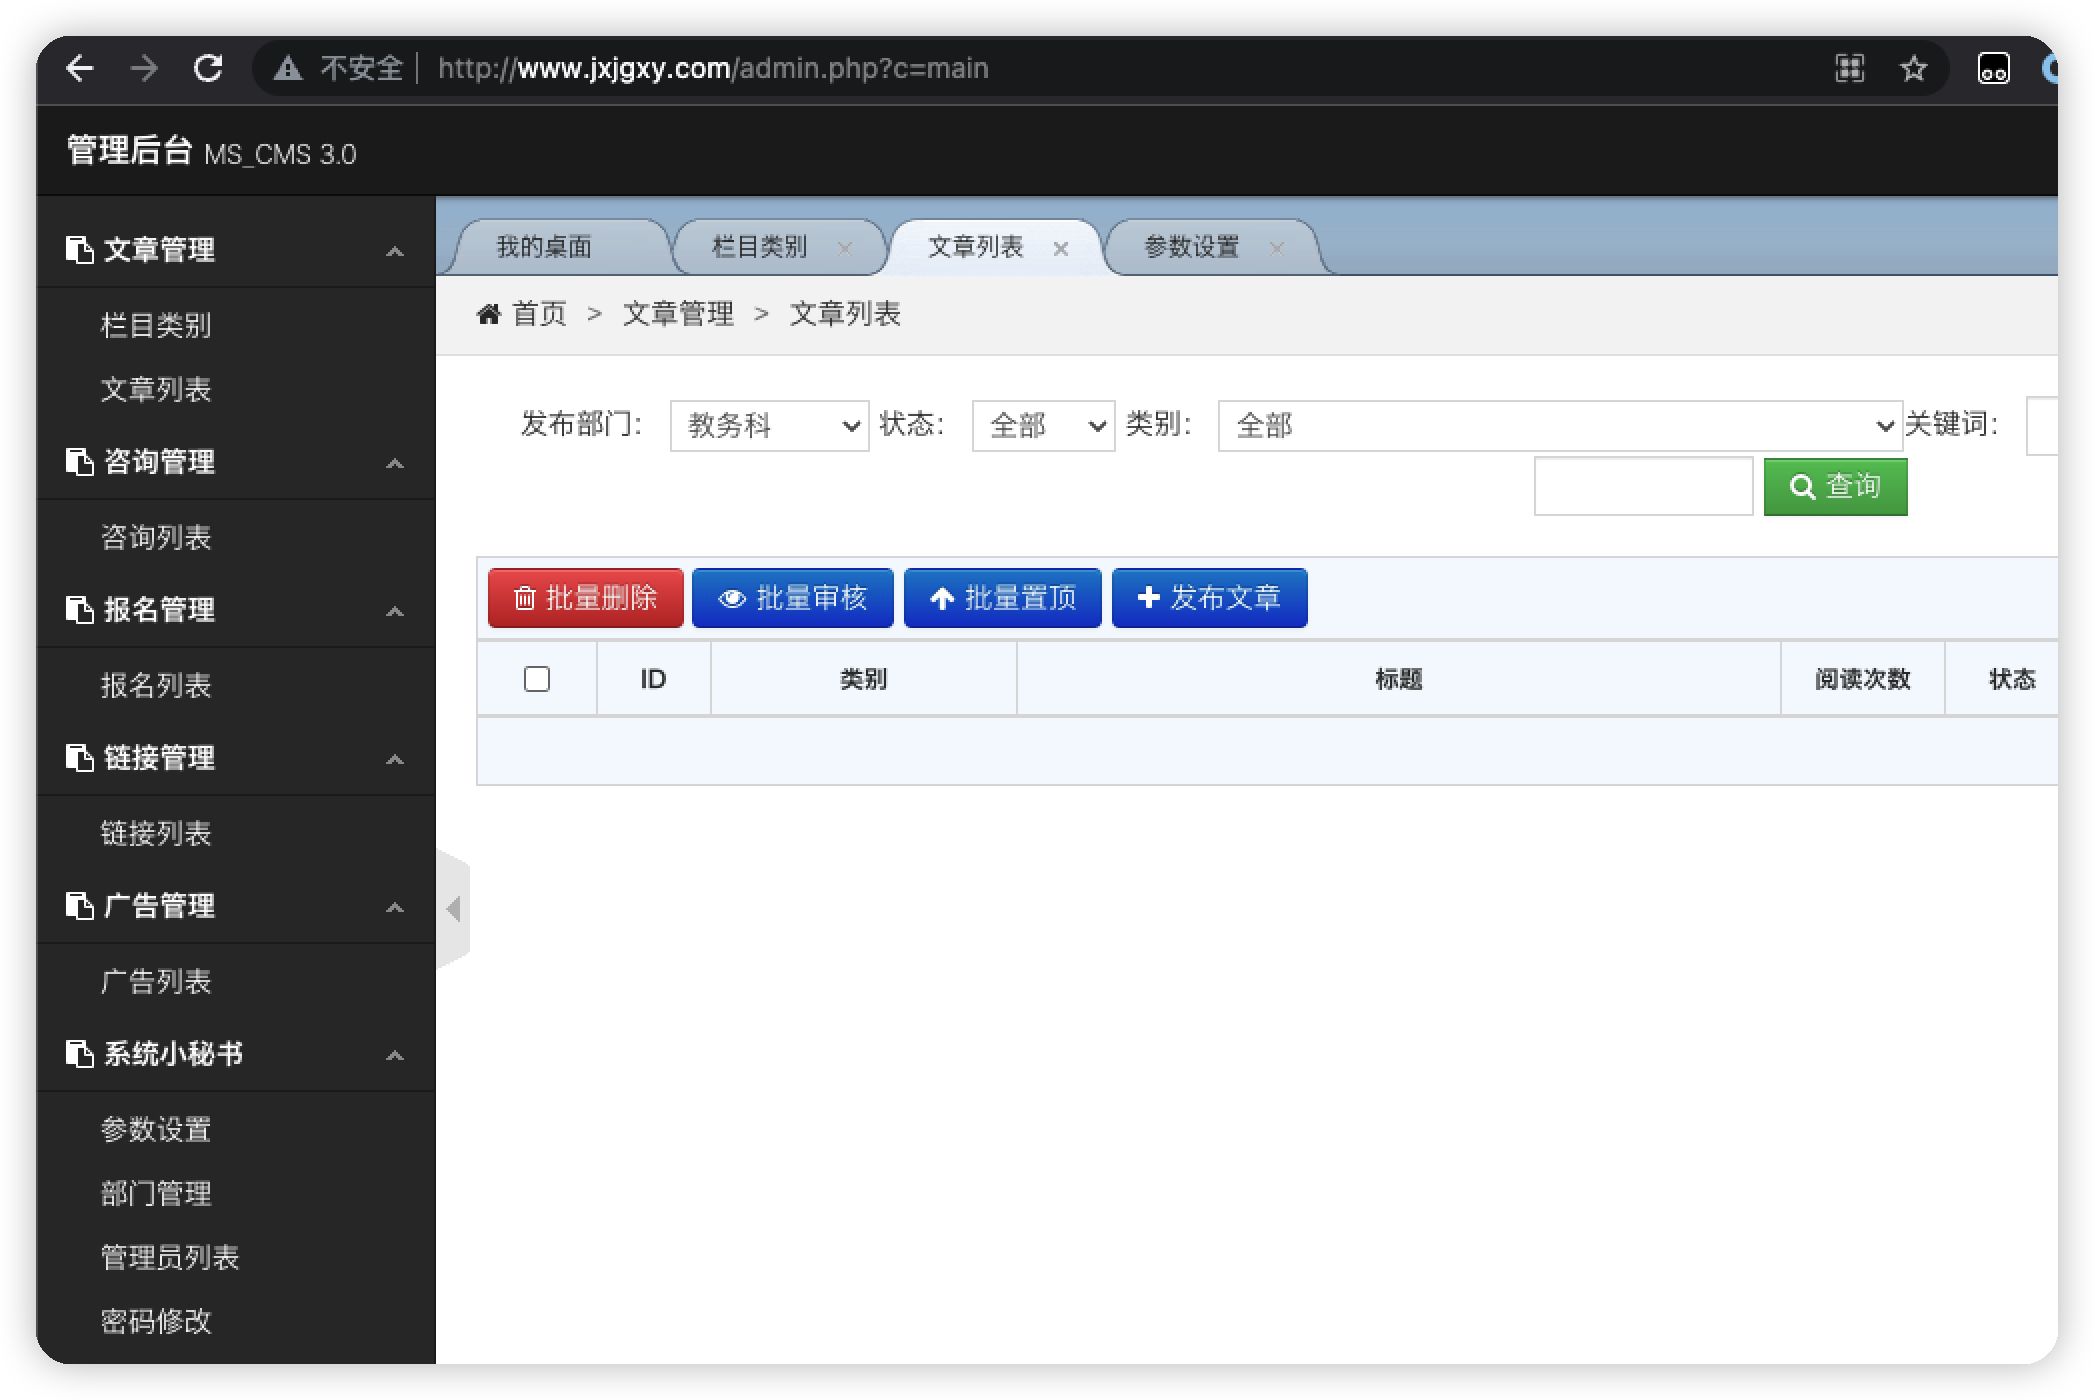 不安全 http://www.jxjgxy.com/admin.php?c=main
管理后台 MS_CMS 3.0
文章管理
栏目类别
文章列表
咨询管理
咨询列表
报名管理
报名列表
链接管理
链接列表
广告管理
广告列表
系统小秘书
参数设置
部门管理
管理员列表
密码修改
我的桌面 栏目类别 × 文章列表 × 参数设置 ×
首页 > 文章管理 > 文章列表
发布部门: 教务科 状态: 全部 类别: 全部 关键词:
查询
批量删除 批量审核 批量置顶 发布文章
ID 类别 标题 阅读次数 状态